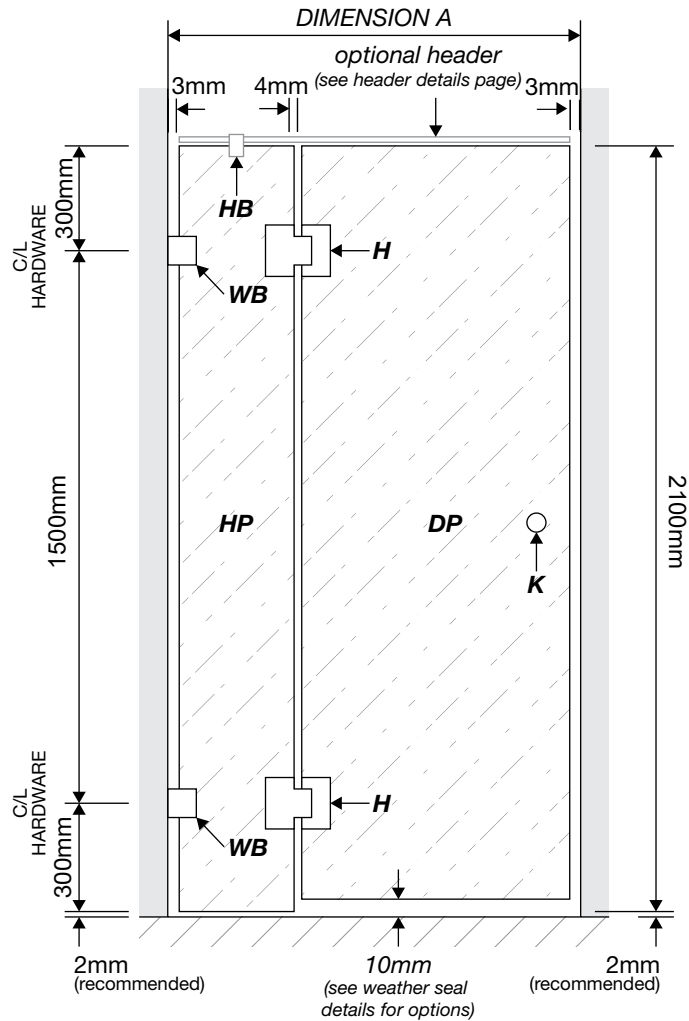 DIMENSION A
optional header
(see header details page)
3mm
4mm
3mm
300mm
HB
C/L
HARDWARE
WB
H
1500mm
HP
DP
K
2100mm
C/L
HARDWARE
300mm
WB
H
2mm
(recommended)
10mm
(see weather seal
details for options)
2mm
(recommended)